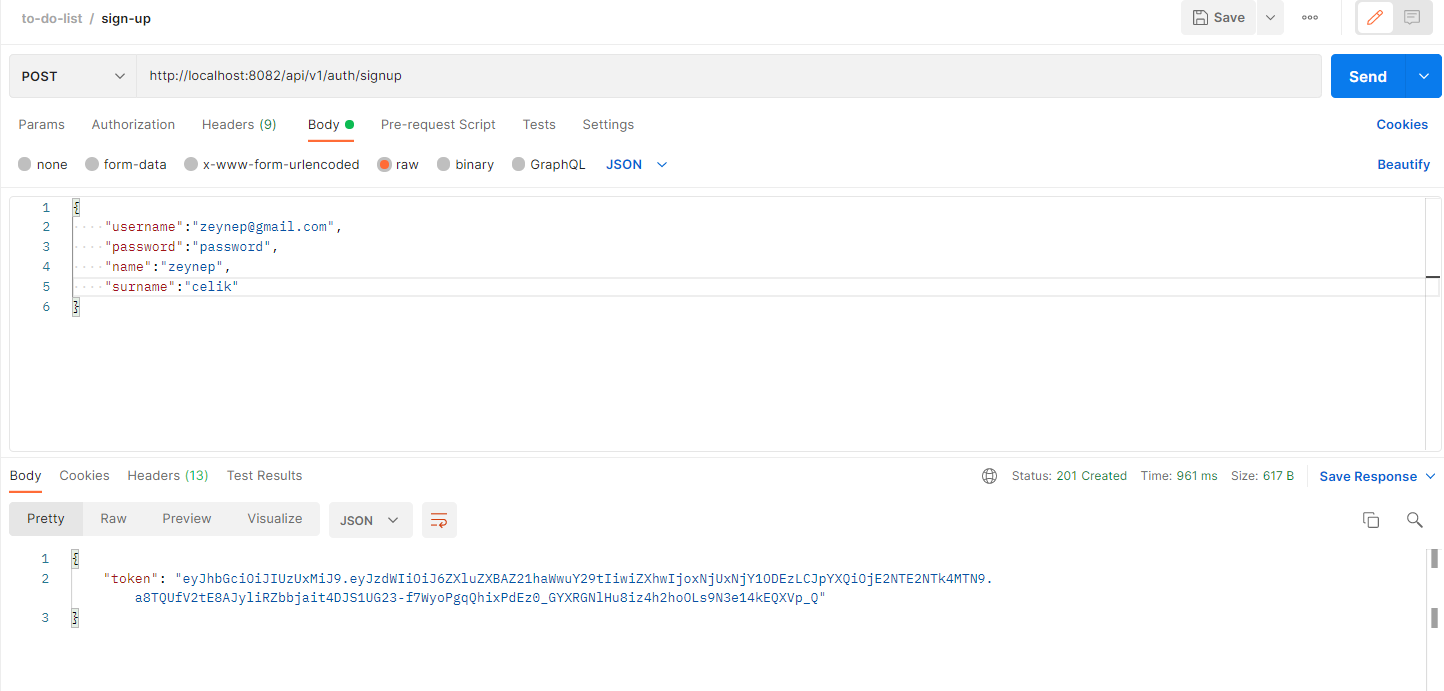 to-do-list / sign-up
Save
POST
http://localhost:8082/api/v1/auth/signup
Send
Params Authorization Headers (9) Body Pre-request Script Tests Settings Cookies
none form-data x-www-form-urlencoded raw binary GraphQL JSON Beautify
1 {
2 "username":"zeynep@gmail.com",
3 "password":"password",
4 "name":"zeynep",
5 "surname":"celik"
6 }
Body Cookies Headers (13) Test Results Status: 201 Created Time: 961 ms Size: 617 B Save Response
Pretty Raw Preview Visualize JSON
1 {
2 "token": "eyJhbGciOiJIUzUxMiJ9.eyJzdWIiOiJ6ZXluZXBAZ21haWwuY29tIiwiZXhwIjoxNjUxNjY1ODEzLCJpYXQiOjE2NTE2NTk4MTN9.
a8TQUfV2tE8AJyliRZbbjait4DJS1UG23-f7WyoPgqQhixPdEz0_GYXRGNlHu8iz4h2hoOLs9N3e14kEQXVp_Q"
3 }